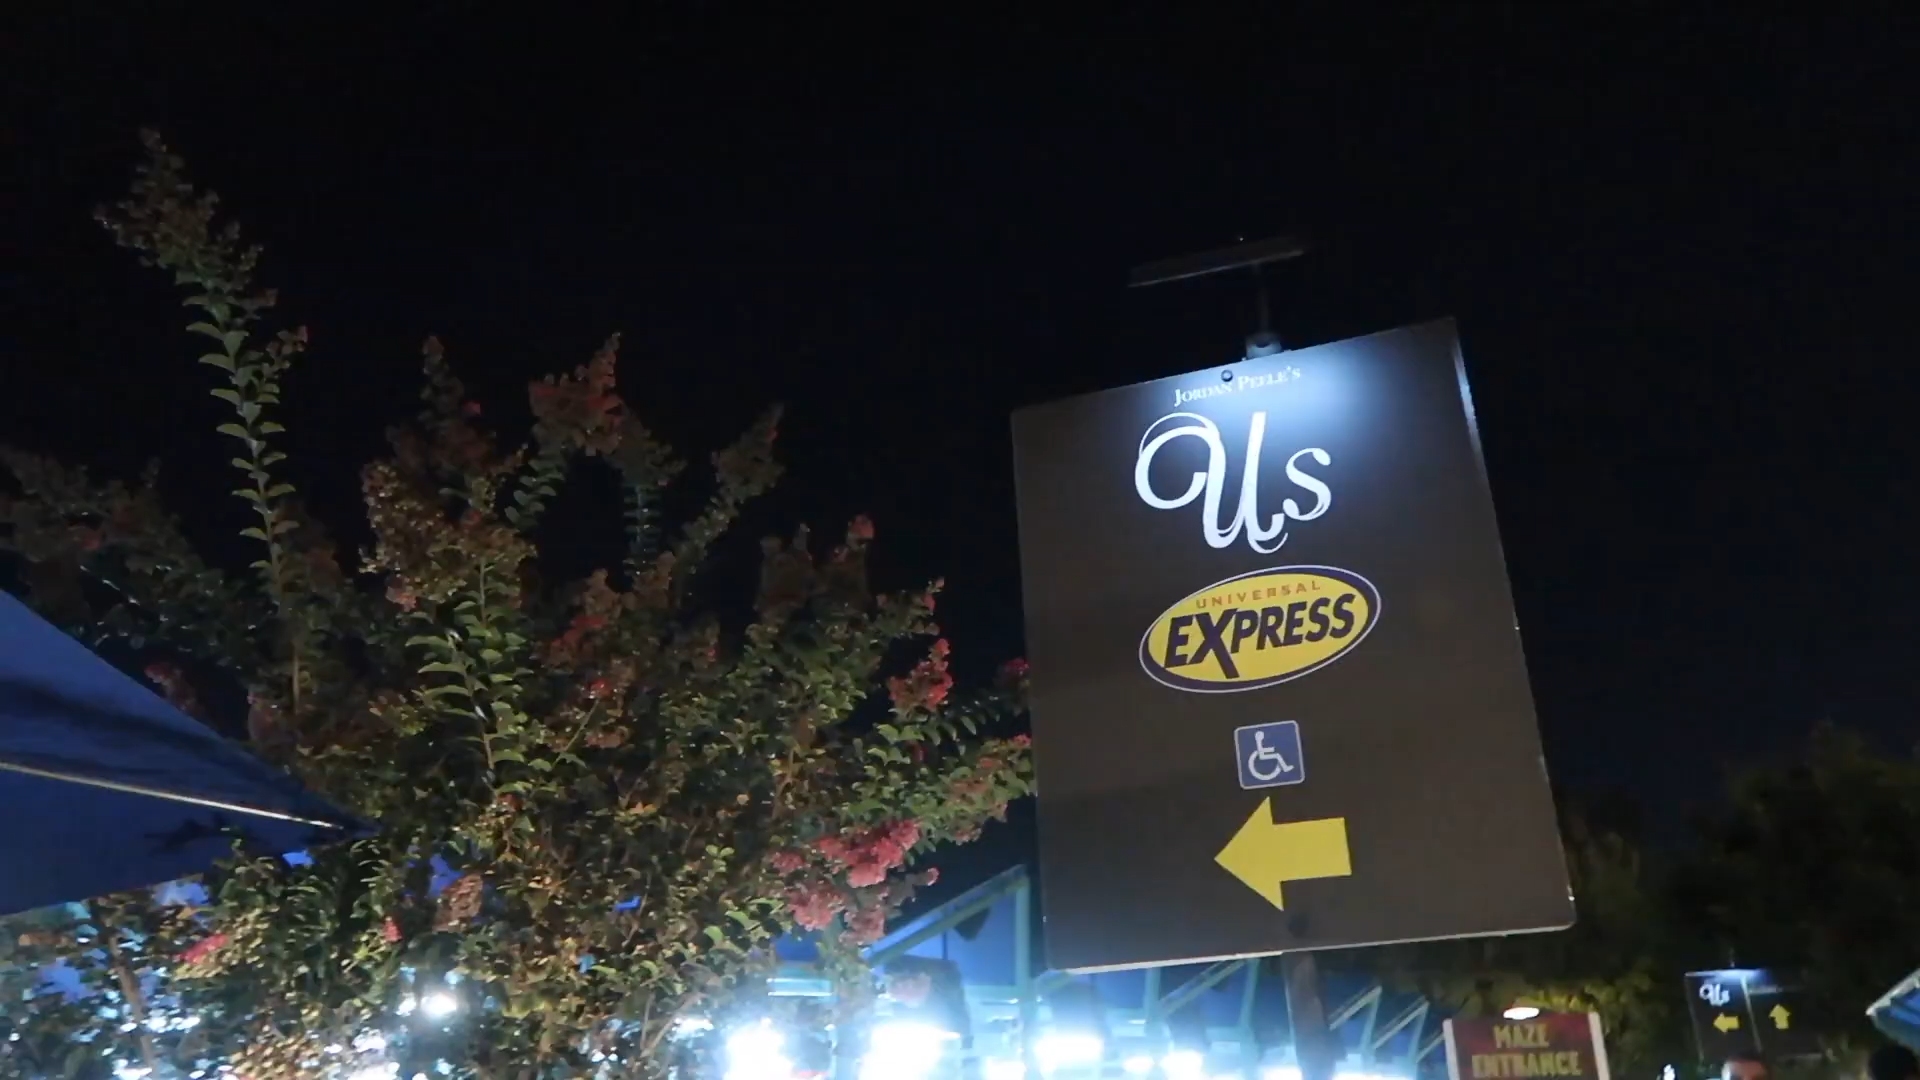 JORDAN PEELE'S
Us
UNIVERSAL
EXPRESS
MAZE
ENTRANCE
Us